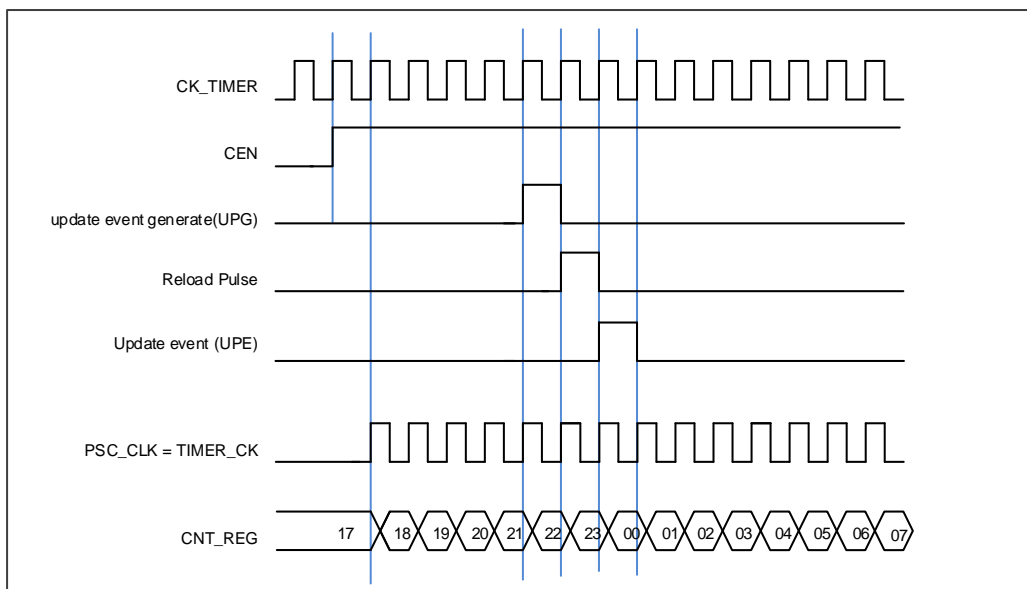 CK_TIMER
CEN
update event generate(UPG)
Reload Pulse
Update event (UPE)
PSC_CLK = TIMER_CK
CNT_REG 17 18 19 20 21 22 23 00 01 02 03 04 05 06 07